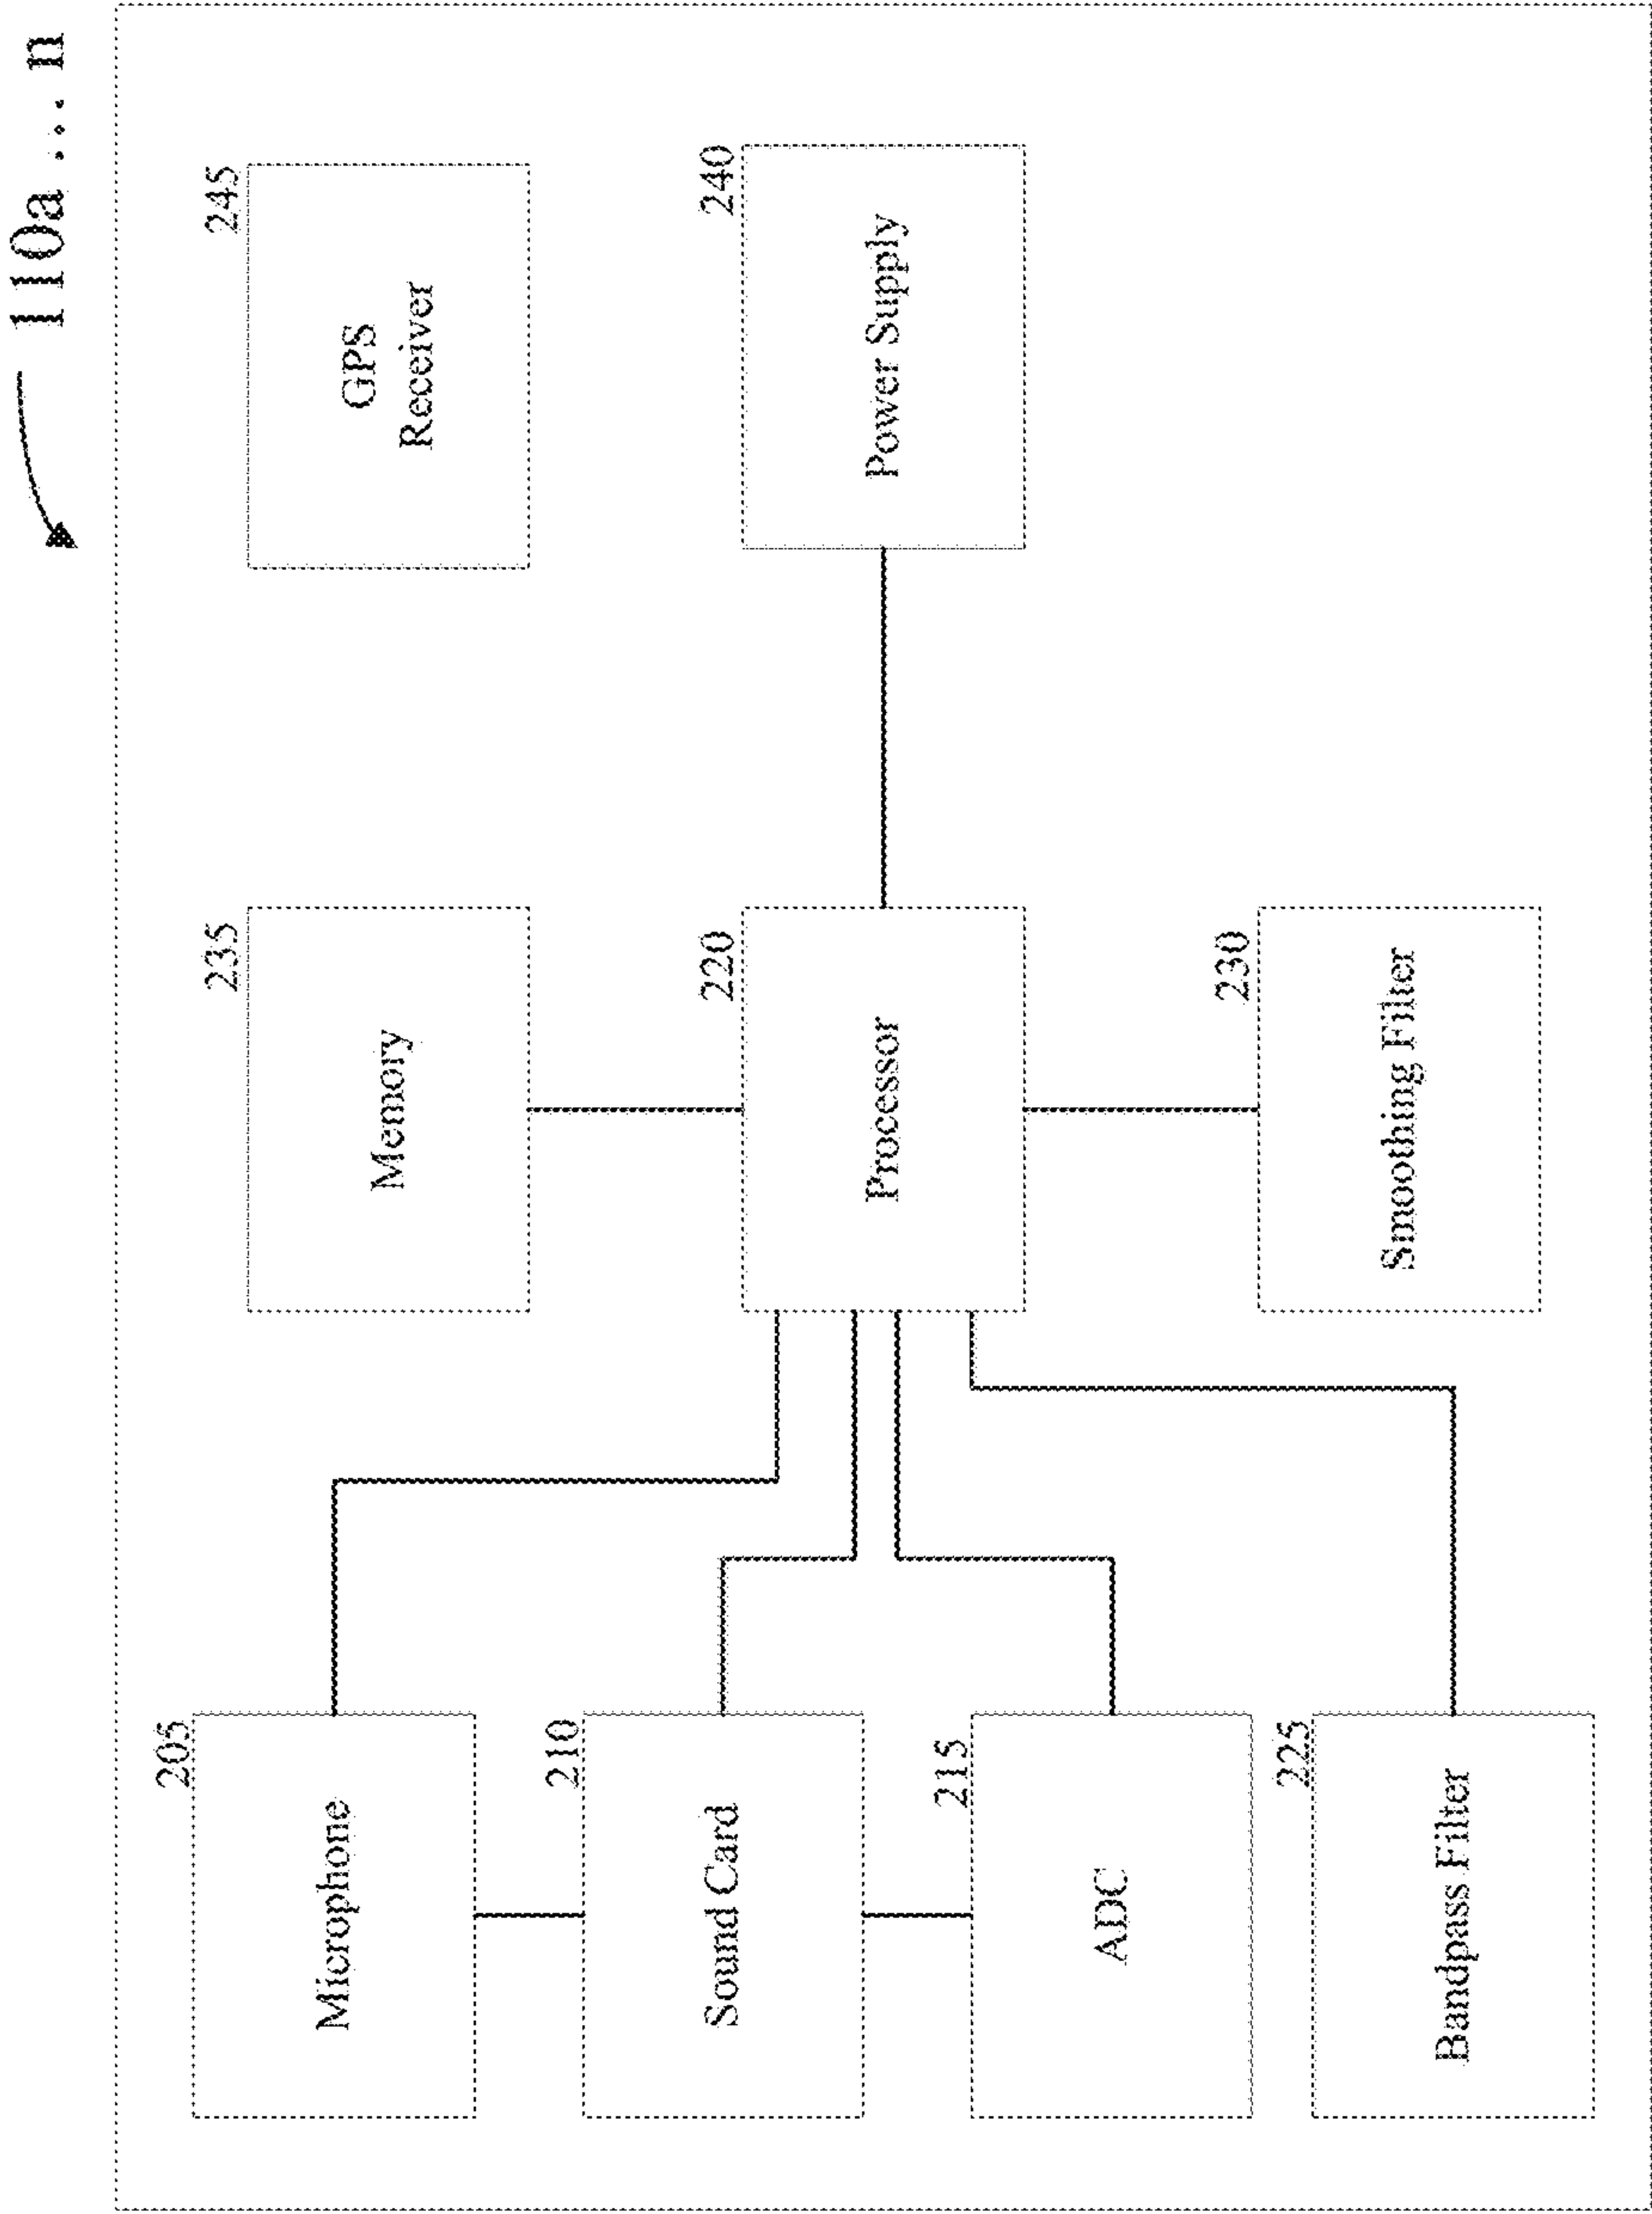 110a ... n
205
Microphone
210
Sound Card
215
ADC
225
Bandpass Filter
235
Memory
220
Processor
230
Smoothing Filter
245
GPS
Receiver
240
Power Supply